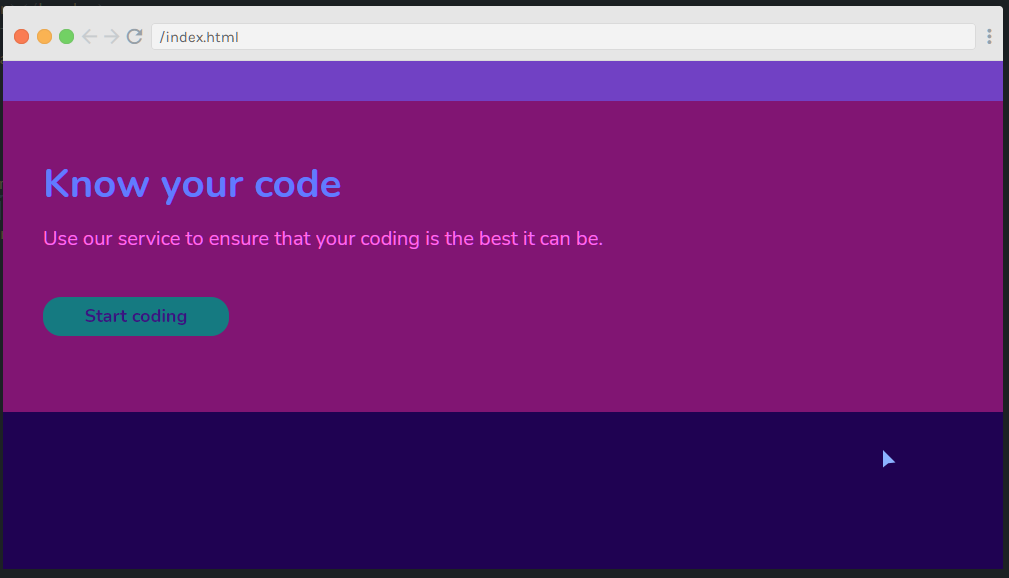 /index.html
Know your code
Use our service to ensure that your coding is the best it can be.
Start coding